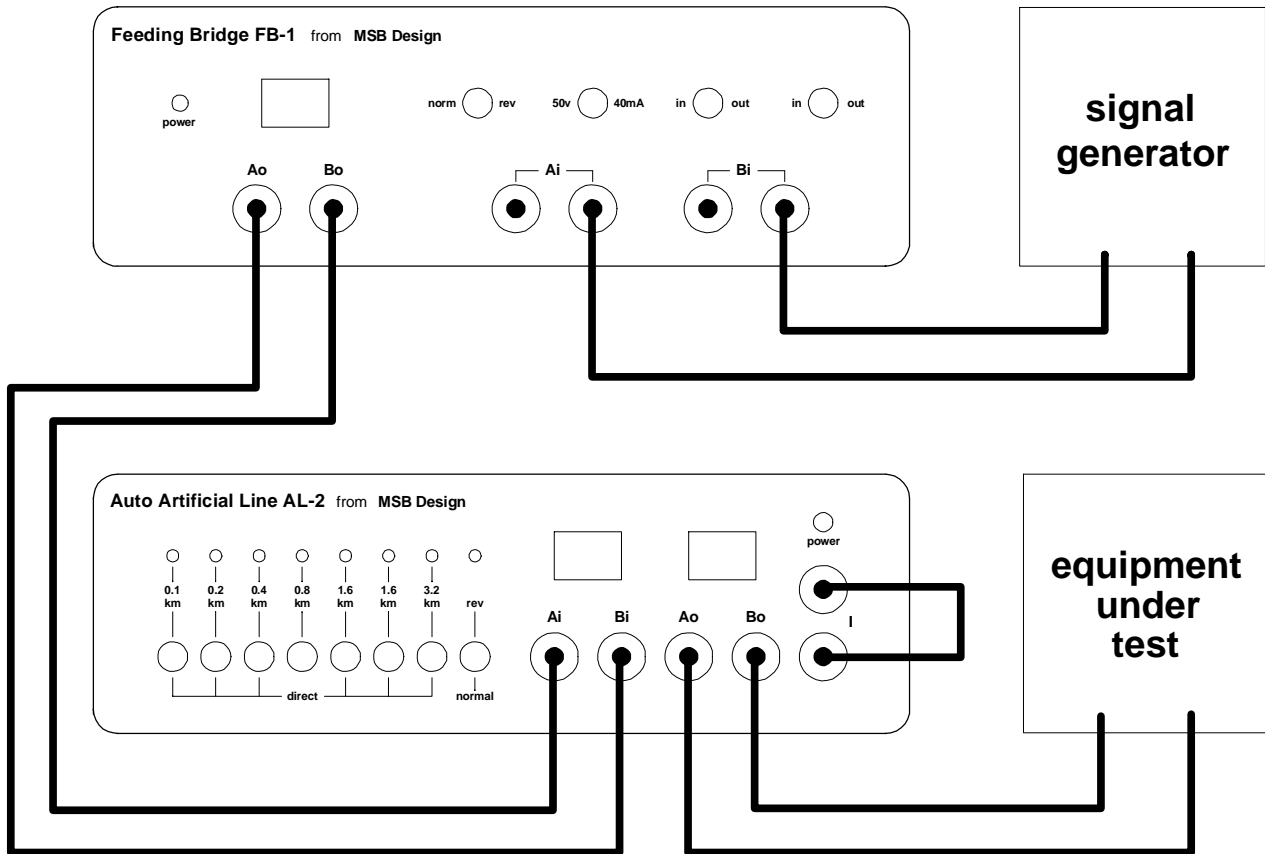 Feeding Bridge FB-1 from MSB Design
power
norm rev 50v 40mA in out in out
Ao Bo Ai Bi
signal
generator
Auto Artificial Line AL-2 from MSB Design
power
0.1 0.2 0.4 0.8 1.6 1.6 3.2
km km km km km km km rev
direct normal
Ai Bi Ao Bo I
equipment
under
test